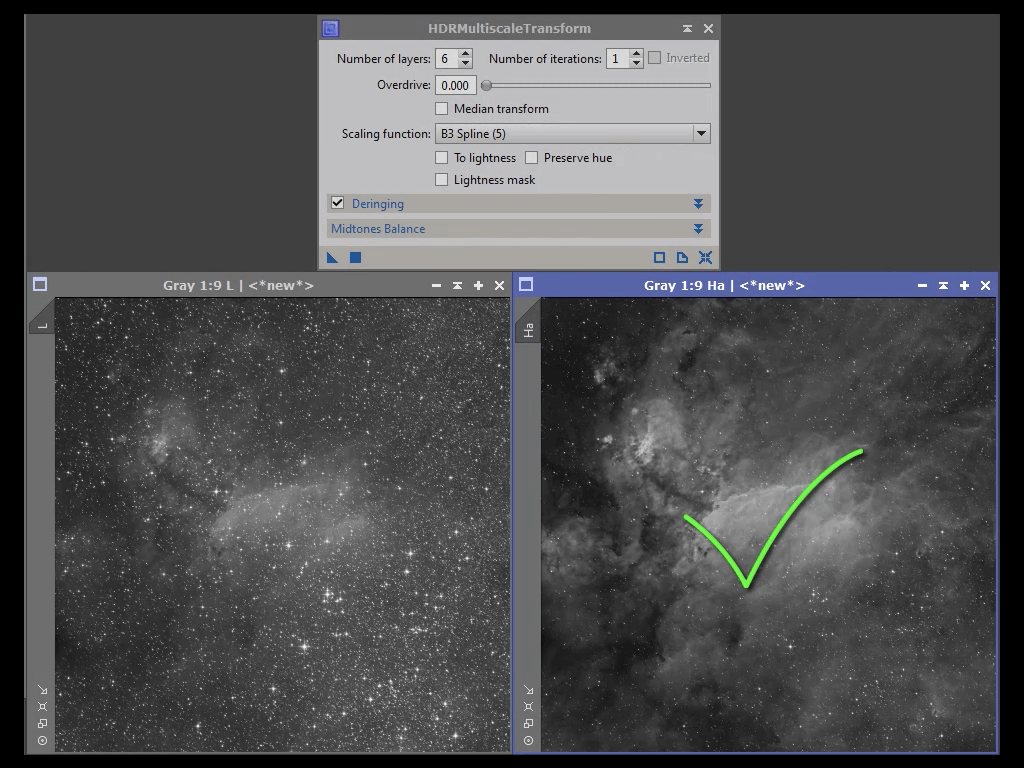 HDRMultiscaleTransform
Number of layers: 6 Number of iterations: 1 Inverted
Overdrive: 0.000
Median transform
Scaling function: B3 Spline (5)
To lightness Preserve hue
Lightness mask
Deringing
Midtones Balance
Gray 1:9 L | <*new*>
L
Gray 1:9 Ha | <*new*>
Ha